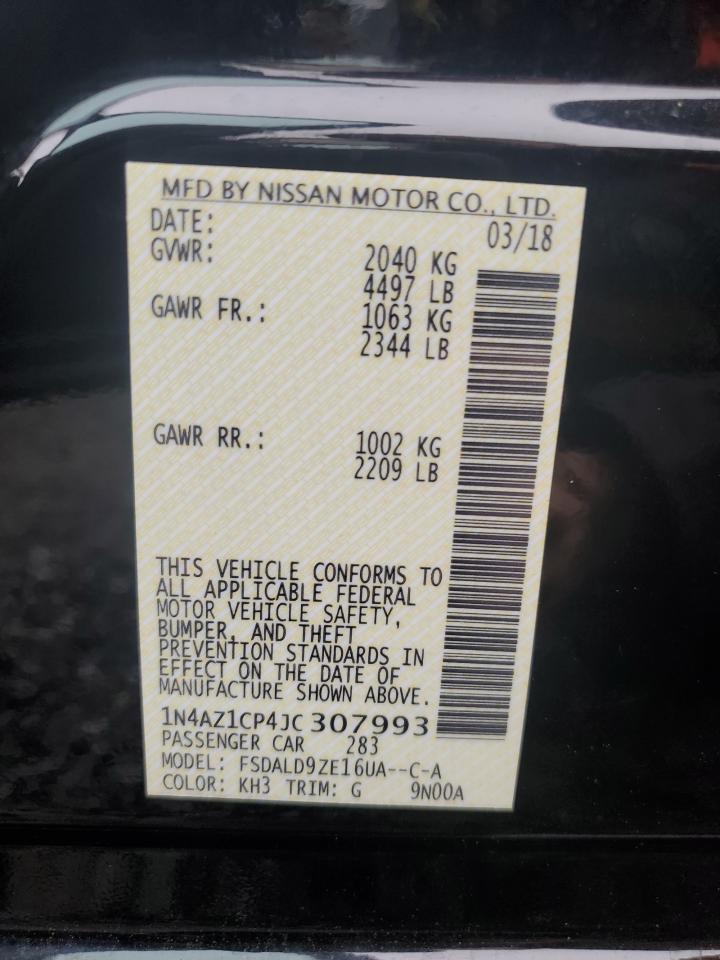 MFD BY NISSAN MOTOR CO., LTD.
DATE: 03/18
GVWR: 2040 KG
4497 LB
GAWR FR.: 1063 KG
2344 LB
GAWR RR.: 1002 KG
2209 LB
THIS VEHICLE CONFORMS TO
ALL APPLICABLE FEDERAL
MOTOR VEHICLE SAFETY,
BUMPER, AND THEFT
PREVENTION STANDARDS IN
EFFECT ON THE DATE OF
MANUFACTURE SHOWN ABOVE.
1N4AZ1CP4JC307993
PASSENGER CAR 283
MODEL: FSDALD9ZE16UA--C-A
COLOR: KH3 TRIM: G 9N00A